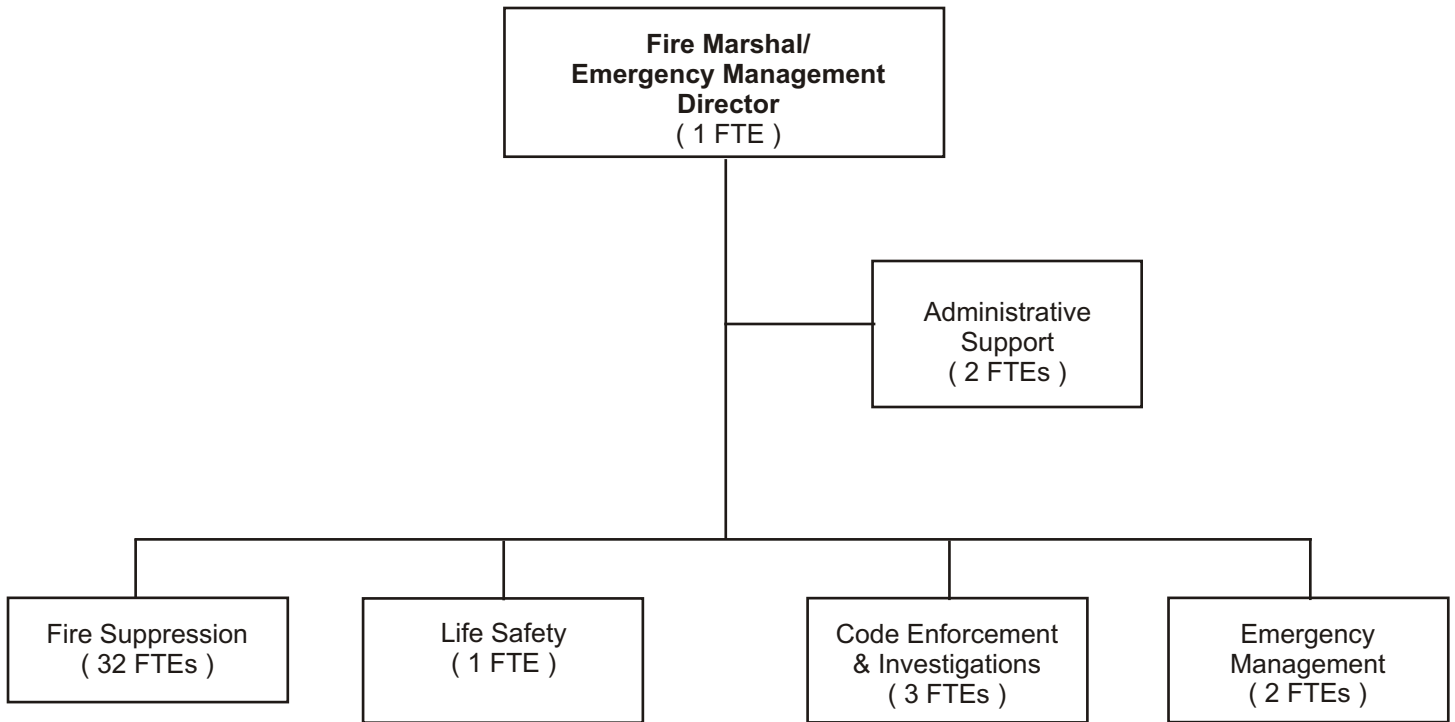 Fire Marshal/
Emergency Management
Director
( 1 FTE )
Administrative
Support
( 2 FTEs )
Fire Suppression
( 32 FTEs )
Life Safety
( 1 FTE )
Code Enforcement
& Investigations
( 3 FTEs )
Emergency
Management
( 2 FTEs )